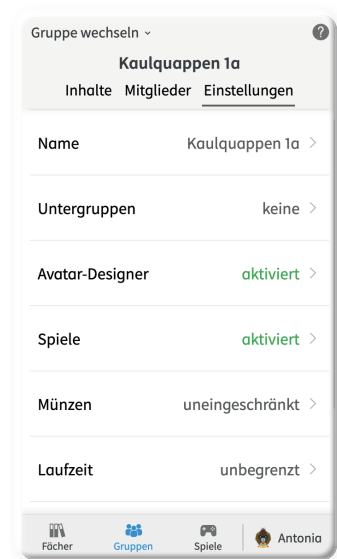 Gruppe wechseln
?
Kaulquappen 1a
Inhalte Mitglieder Einstellungen
Name Kaulquappen 1a
Untergruppen keine
Avatar-Designer aktiviert
Spiele aktiviert
Münzen uneingeschränkt
Laufzeit unbegrenzt
Fächer Gruppen Spiele Antonia